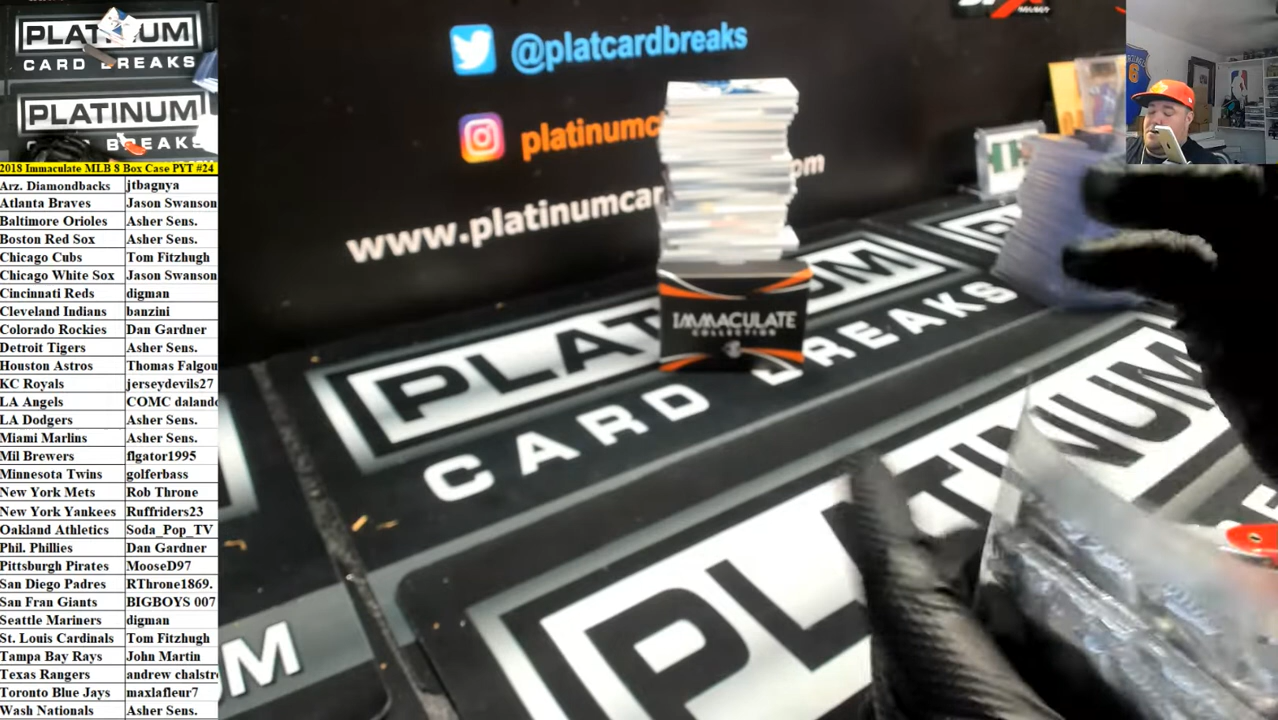 PLATINUM
CARD BREAKS
PLATINUM
BREAKS
2018 Immaculate MLB 8 Box Case PYT #24
Arz. Diamondbacks jtbagnya
Atlanta Braves Jason Swanson
Baltimore Orioles Asher Sens.
Boston Red Sox Asher Sens.
Chicago Cubs Tom Fitzhugh
Chicago White Sox Jason Swanson
Cincinnati Reds digman
Cleveland Indians banzini
Colorado Rockies Dan Gardner
Detroit Tigers Asher Sens.
Houston Astros Thomas Falgou
KC Royals jerseydevils27
LA Angels COMC daland
LA Dodgers Asher Sens.
Miami Marlins Asher Sens.
Mil Brewers flgator1995
Minnesota Twins golferbass
New York Mets Rob Throne
New York Yankees Ruffriders23
Oakland Athletics Soda_Pop_TV
Phil. Phillies Dan Gardner
Pittsburgh Pirates MooseD97
San Diego Padres RThrone1869.
San Fran Giants BIGBOYS 007
Seattle Mariners digman
St. Louis Cardinals Tom Fitzhugh
Tampa Bay Rays John Martin
Texas Rangers andrew chalstr
Toronto Blue Jays maxlafleur7
Wash Nationals Asher Sens.
@platcardbreaks
platinumc
www.platinumcar om
IMMACULATE
COLLECTION
PLATINUM
CARD BREAKS
PLATINUM
UM